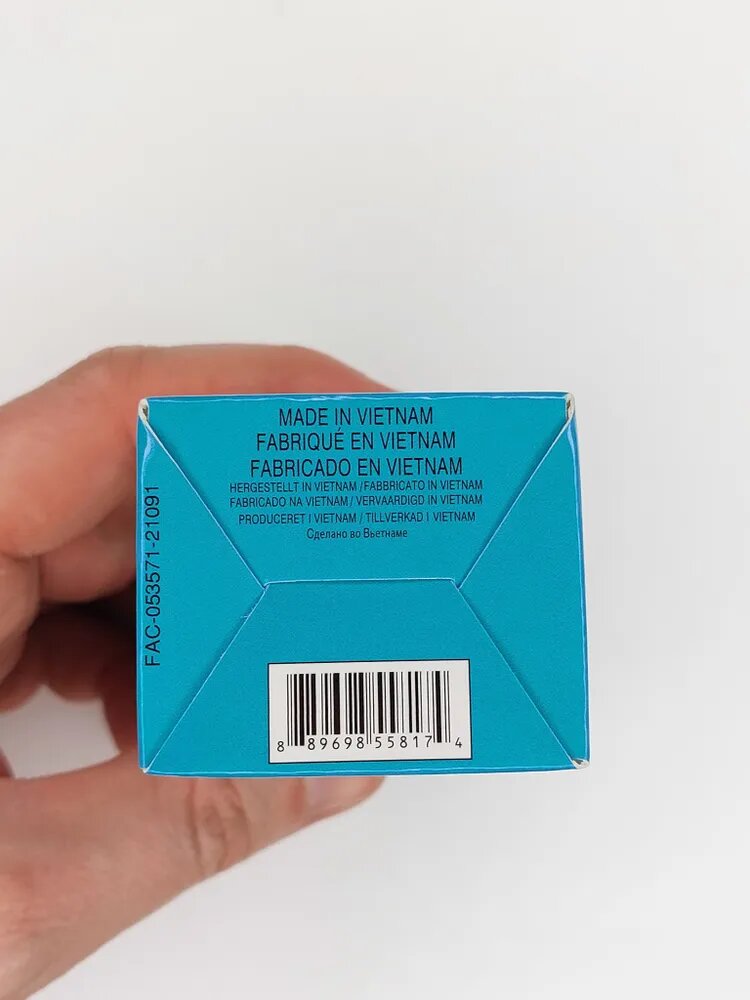 MADE IN VIETNAM
FABRIQUÉ EN VIETNAM
FABRICADO EN VIETNAM
HERGESTELLT IN VIETNAM / FABBRICATO IN VIETNAM
FABRICADO NA VIETNAM / VERVAARDIGD IN VIETNAM
PRODUCERET I VIETNAM / TILLVERKAD I VIETNAM
Сделано во Вьетнаме
FAC-053571-21091
8 89698 55817 4